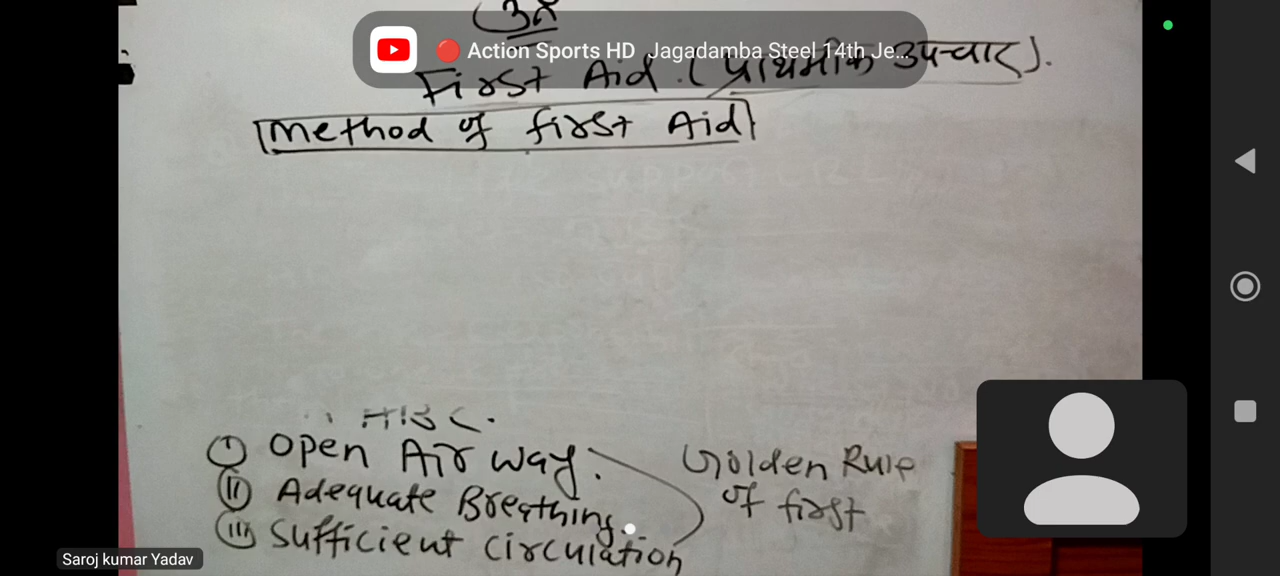 Action Sports HD Jagadamba Steel 14th Je...
First Aid. (प्राथमीक उपचार).
Method of first Aid
ABC.
(i) open Air way.
(ii) Adequate Breathing.
(iii) sufficient circulation
Golden Rule
of first
Saroj kumar Yadav